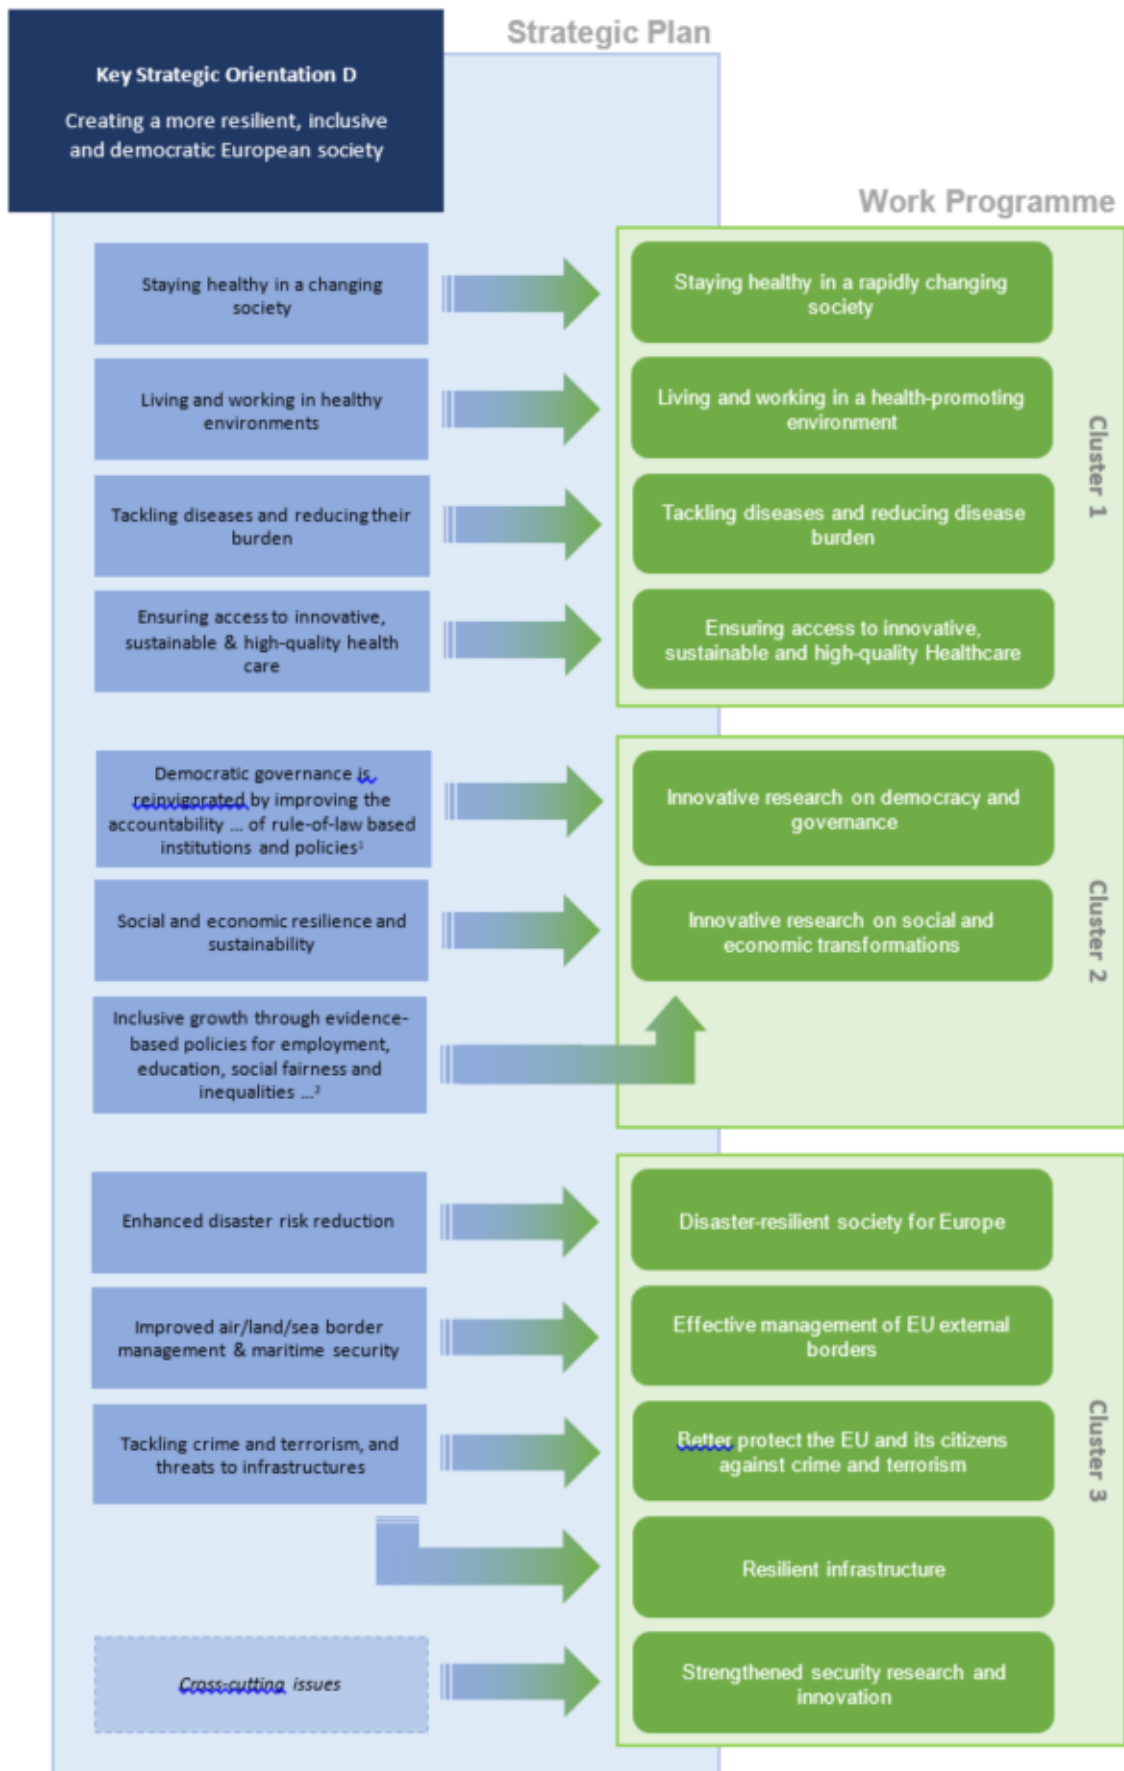 Strategic Plan
Key Strategic Orientation D
Creating a more resilient, inclusive
and democratic European society
Work Programme
Staying healthy in a changing
society
Staying healthy in a rapidly changing
society
Living and working in healthy
environments
Living and working in a health-promoting
environment
Tackling diseases and reducing their
burden
Tackling diseases and reducing disease
burden
Ensuring access to innovative,
sustainable & high-quality health
care
Ensuring access to innovative,
sustainable and high-quality Healthcare
Cluster 1
Democratic governance is
reinvigorated by improving the
accountability ... of rule-of-law based
institutions and policies¹
Innovative research on democracy and
governance
Social and economic resilience and
sustainability
Innovative research on social and
economic transformations
Inclusive growth through evidence-
based policies for employment,
education, social fairness and
inequalities ...²
Cluster 2
Enhanced disaster risk reduction
Disaster-resilient society for Europe
Improved air/land/sea border
management & maritime security
Effective management of EU external
borders
Tackling crime and terrorism, and
threats to infrastructures
Better protect the EU and its citizens
against crime and terrorism
Resilient infrastructure
Cross-cutting issues
Strengthened security research and
innovation
Cluster 3